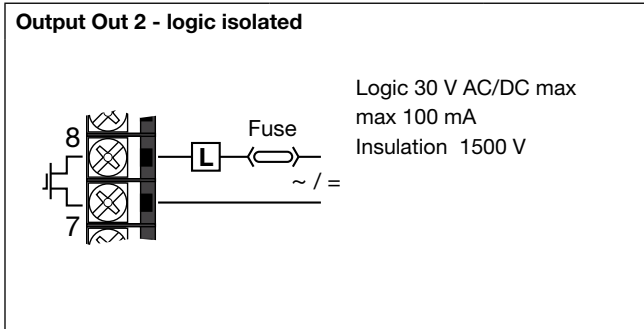 Output Out 2 - logic isolated
Logic 30 V AC/DC max
max 100 mA
Insulation 1500 V
8
L
Fuse
~ / =
7